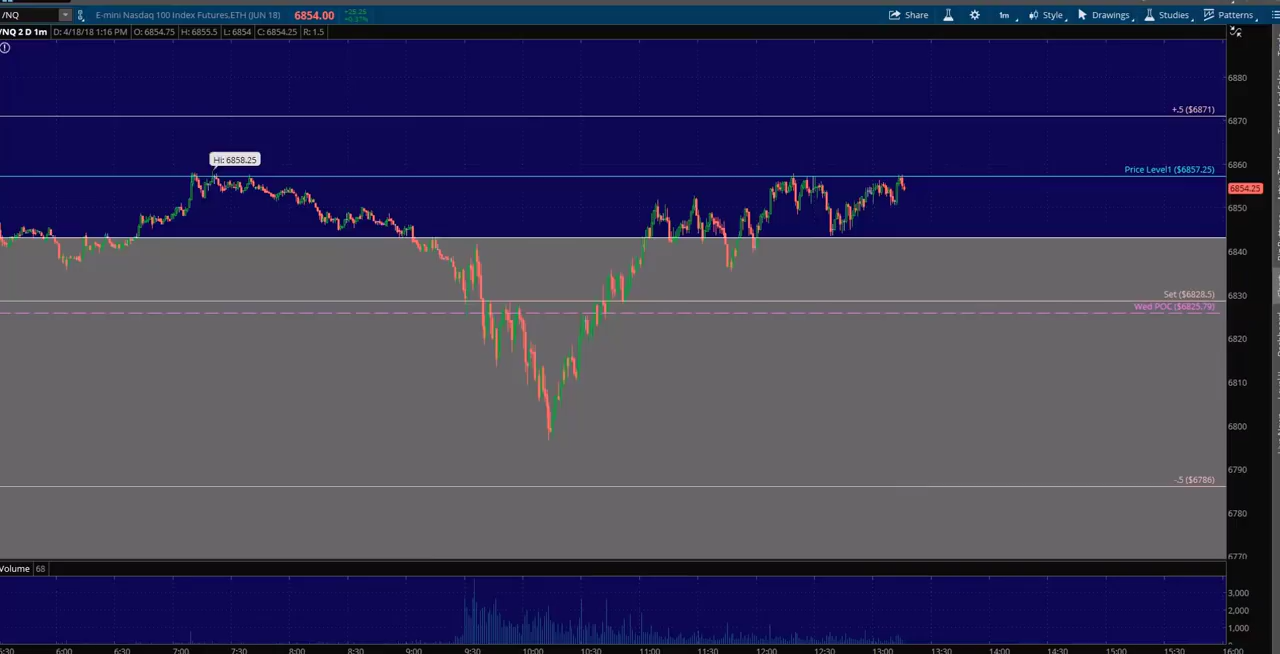 /NQ E-mini Nasdaq 100 Index Futures,ETH (JUN 18) 6854.00 Share 1m Style Drawings Studies Patterns
/NQ 2 D 1m D: 4/18/18 1:16 PM O: 6854.75 H: 6855.5 L: 6854 C: 6854.25 R: 1.5
6880
+.5 ($6871)
6870
Hi: 6858.25
6860
Price Level1 ($6857.25)
6854.25
6850
6840
Set ($6828.5)
6830
Wed POC ($6825.79)
6820
6810
6800
6790
-.5 ($6786)
6780
6770
Volume 68
3,000
2,000
1,000
5:30 6:00 6:30 7:00 7:30 8:00 8:30 9:00 9:30 10:00 10:30 11:00 11:30 12:00 12:30 13:00 13:30 14:00 14:30 15:00 15:30 16:00